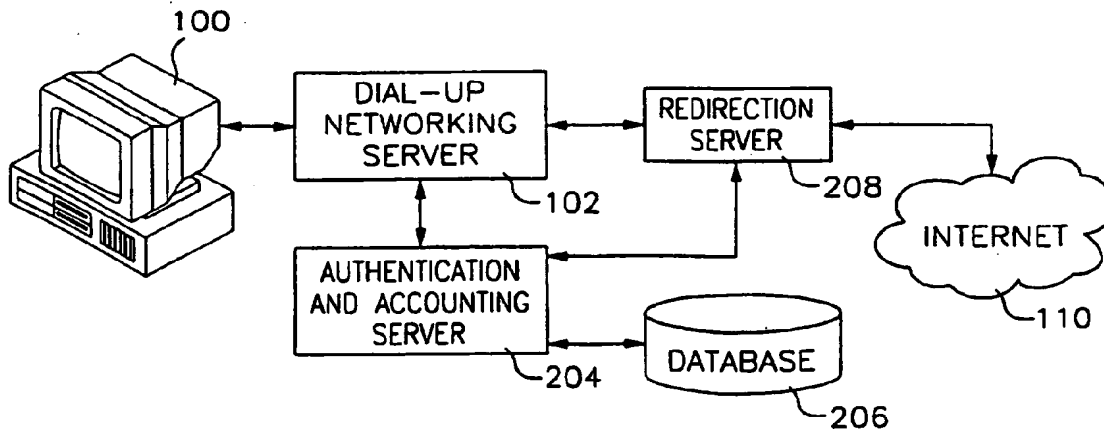 100
DIAL-UP
NETWORKING
SERVER
102
REDIRECTION
SERVER
208
INTERNET
110
AUTHENTICATION
AND ACCOUNTING
SERVER
204
DATABASE
206